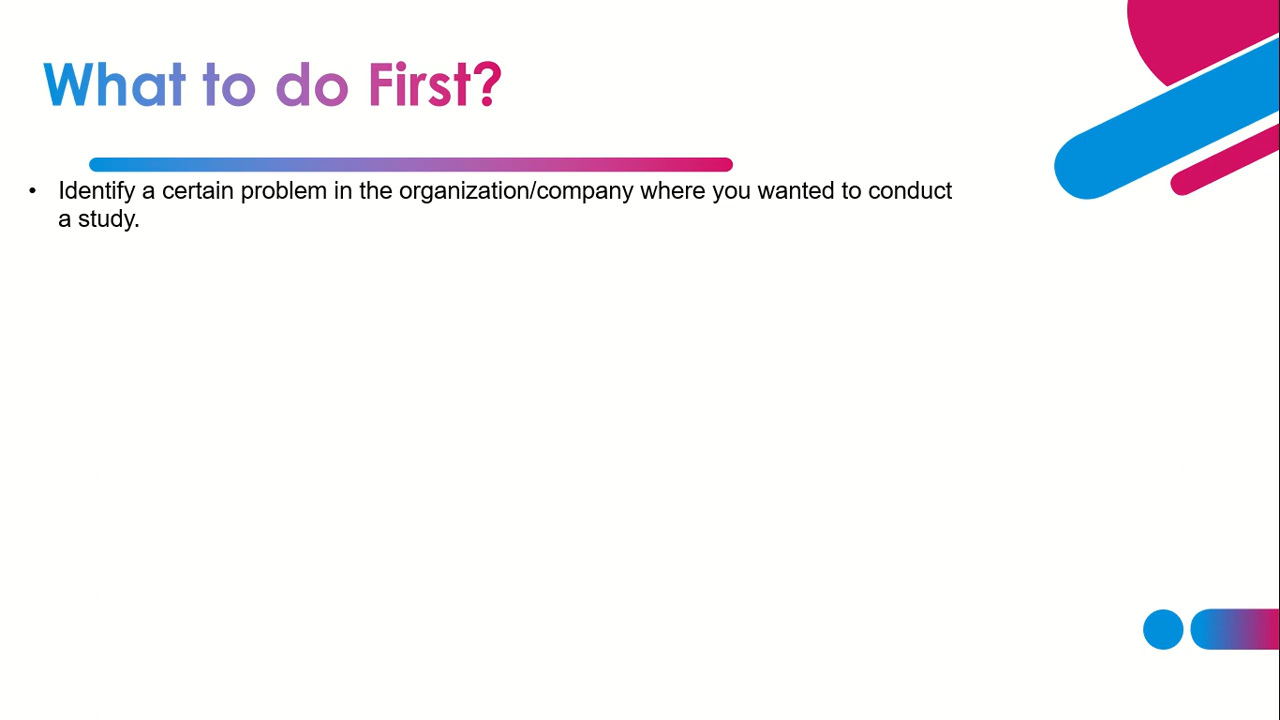 What to do First?
• Identify a certain problem in the organization/company where you wanted to conduct
a study.